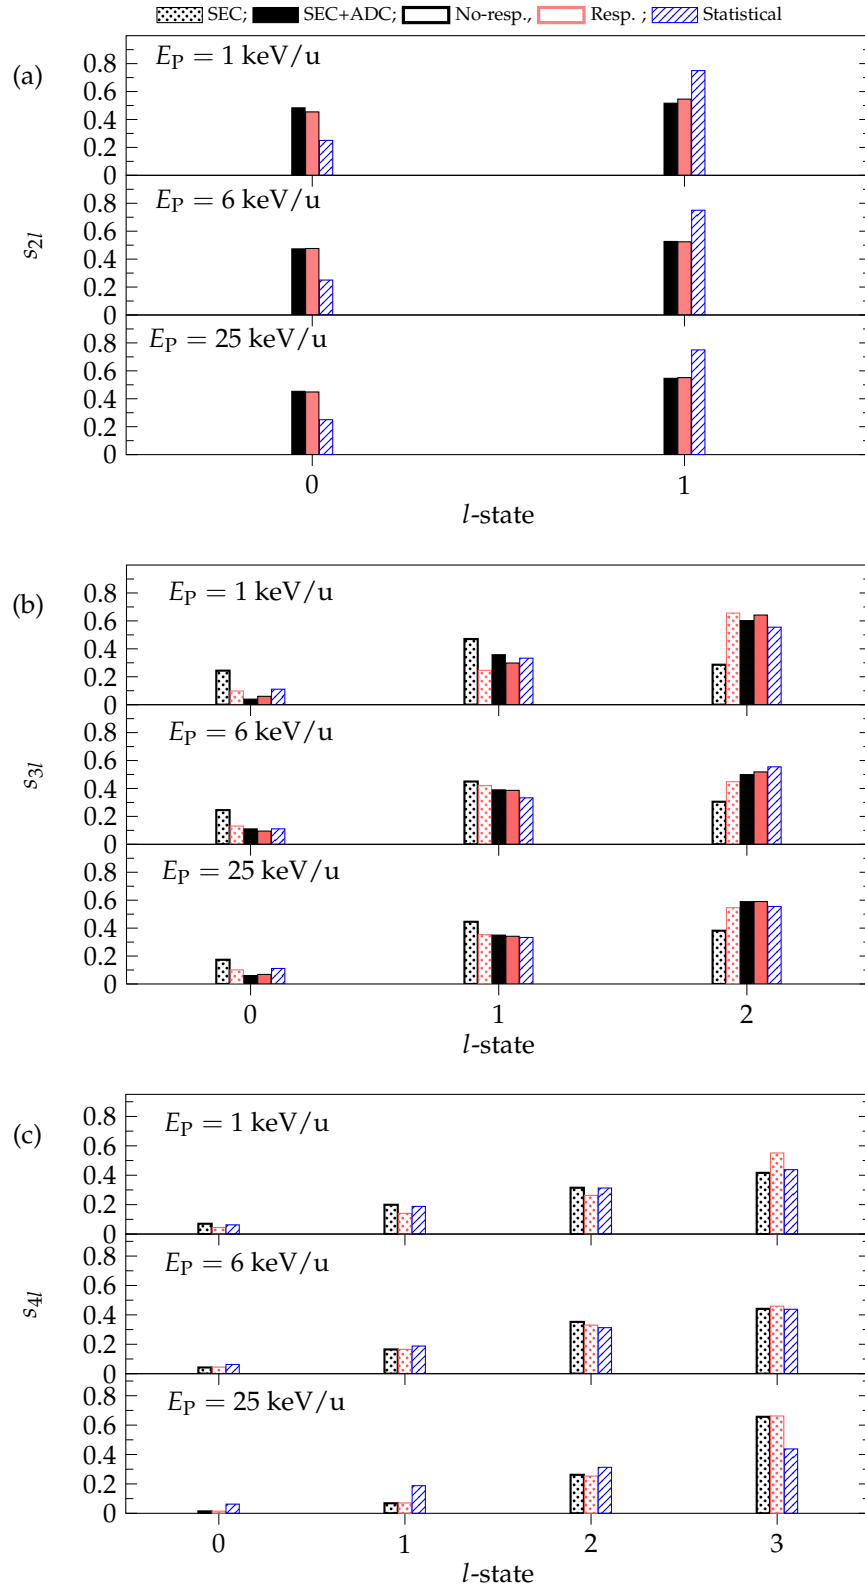 SEC; SEC+ADC; No-resp., Resp. ; Statistical
(a)
E_P = 1 keV/u
0.8
0.6
0.4
0.2
0
E_P = 6 keV/u
0.8
0.6
0.4
0.2
0
s_{2l}
E_P = 25 keV/u
0.8
0.6
0.4
0.2
0
0 1
l-state
(b)
E_P = 1 keV/u
0.8
0.6
0.4
0.2
0
E_P = 6 keV/u
0.8
0.6
0.4
0.2
0
s_{3l}
E_P = 25 keV/u
0.8
0.6
0.4
0.2
0
0 1 2
l-state
(c)
E_P = 1 keV/u
0.8
0.6
0.4
0.2
0
E_P = 6 keV/u
0.8
0.6
0.4
0.2
0
s_{4l}
E_P = 25 keV/u
0.8
0.6
0.4
0.2
0
0 1 2 3
l-state